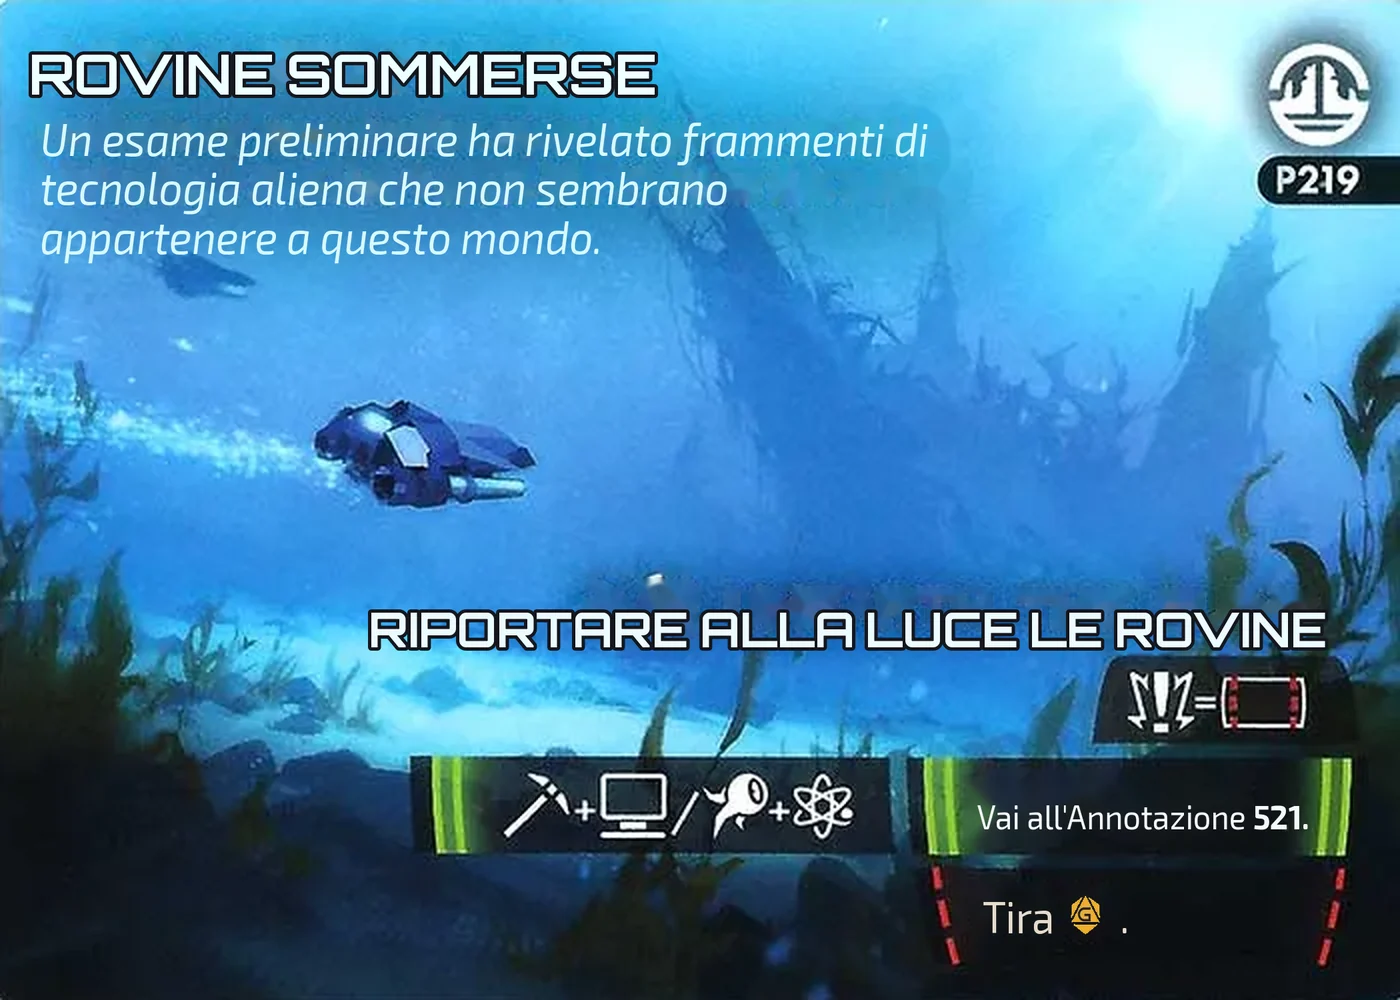 ROVINE SOMMERSE
Un esame preliminare ha rivelato frammenti di
tecnologia aliena che non sembrano
appartenere a questo mondo.
P219
RIPORTARE ALLA LUCE LE ROVINE
Vai all'Annotazione 521.
Tira G .